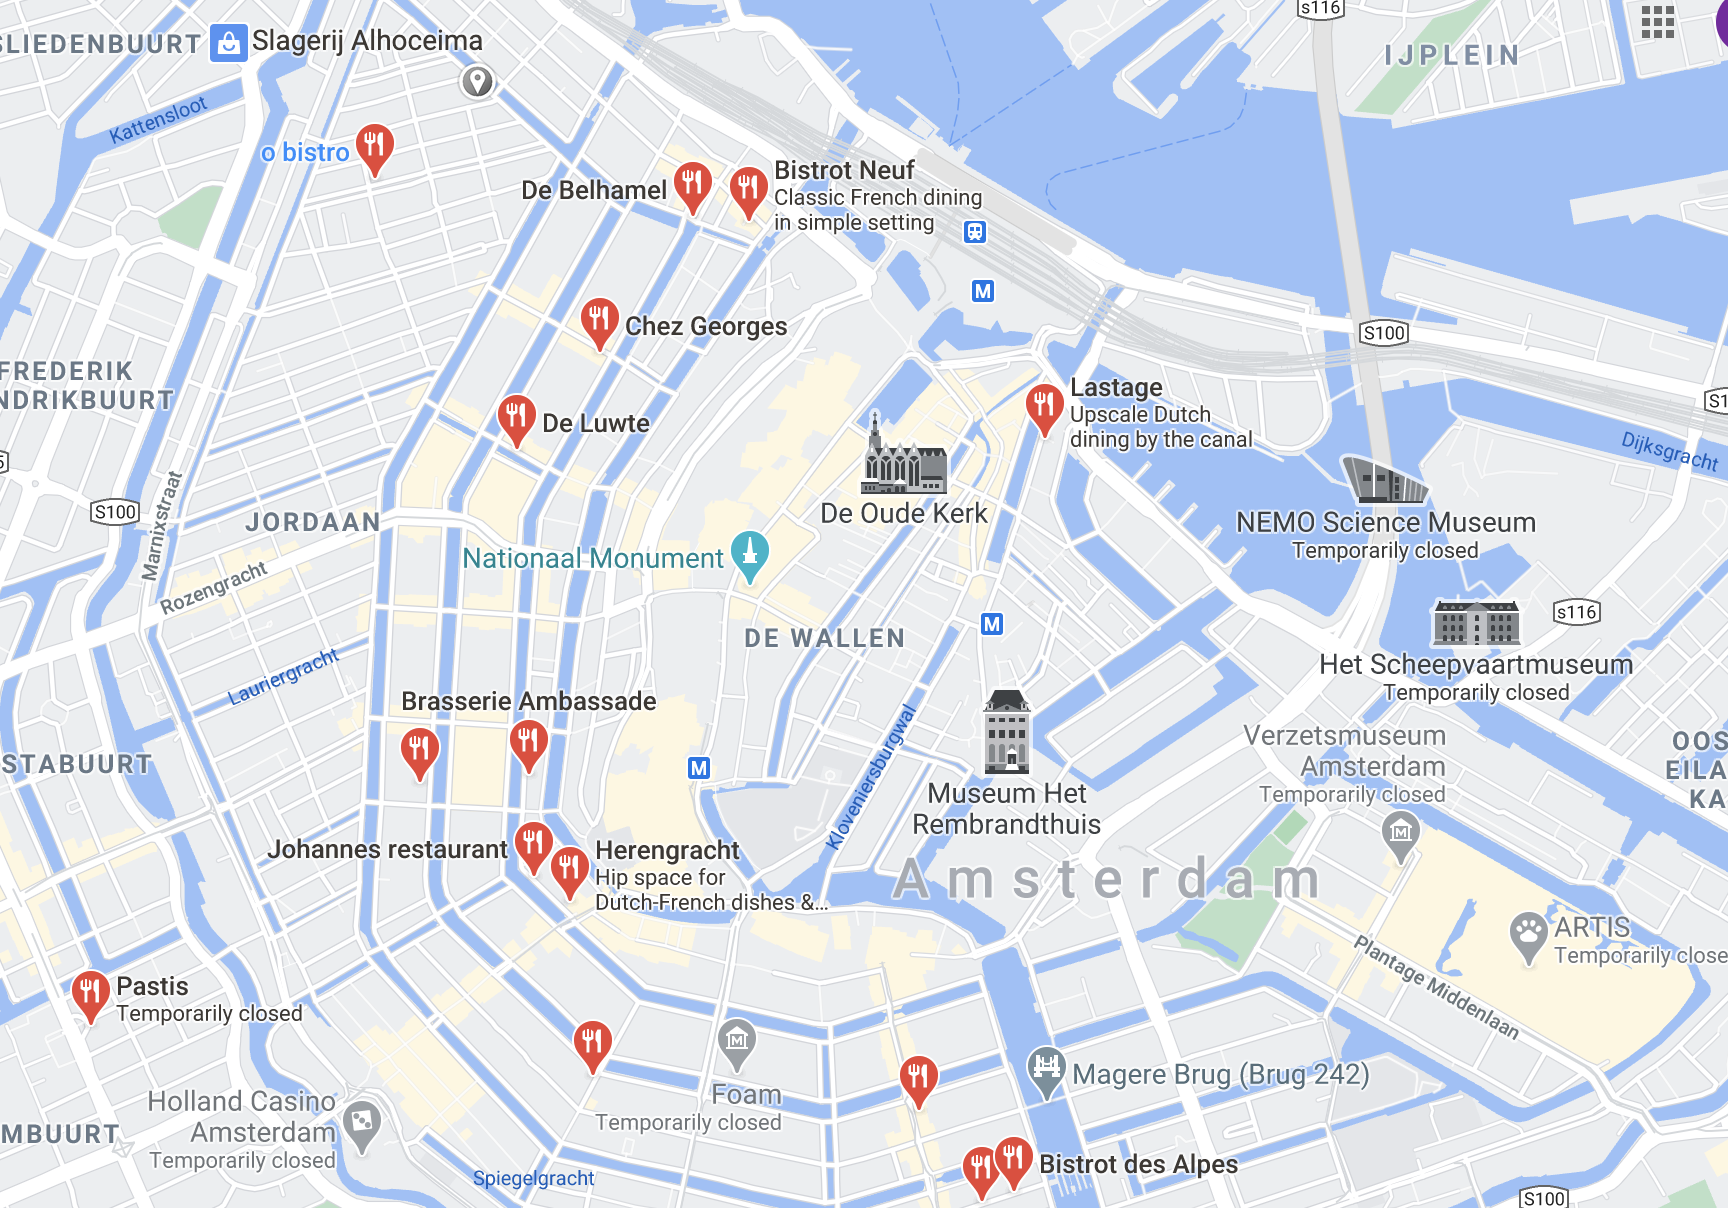 s116
SLIEDENBUURT
Slagerij Alhoceima
IJPLEIN
Kattensloot
o bistro
De Belhamel
Bistrot Neuf
Classic French dining
in simple setting
M
Chez Georges
S100
FREDERIK
NDRIKBUURT
Lastage
Upscale Dutch
dining by the canal
S1
De Luwte
Dijksgracht
Marnixstraat
S100
JORDAAN
De Oude Kerk
NEMO Science Museum
Temporarily closed
Nationaal Monument
Rozengracht
s116
M
DE WALLEN
Het Scheepvaartmuseum
Temporarily closed
Lauriergracht
Brasserie Ambassade
Kloveniersburgwal
Verzetsmuseum
Amsterdam
Temporarily closed
OOS
EILA
KA
STABUURT
M
Museum Het
Rembrandthuis
Johannes restaurant
Herengracht
Hip space for
Dutch-French dishes &...
Amsterdam
ARTIS
Temporarily close
Plantage Middenlaan
Pastis
Temporarily closed
Magere Brug (Brug 242)
Foam
Temporarily closed
Holland Casino
Amsterdam
Temporarily closed
MBUURT
Spiegelgracht
Bistrot des Alpes
S100